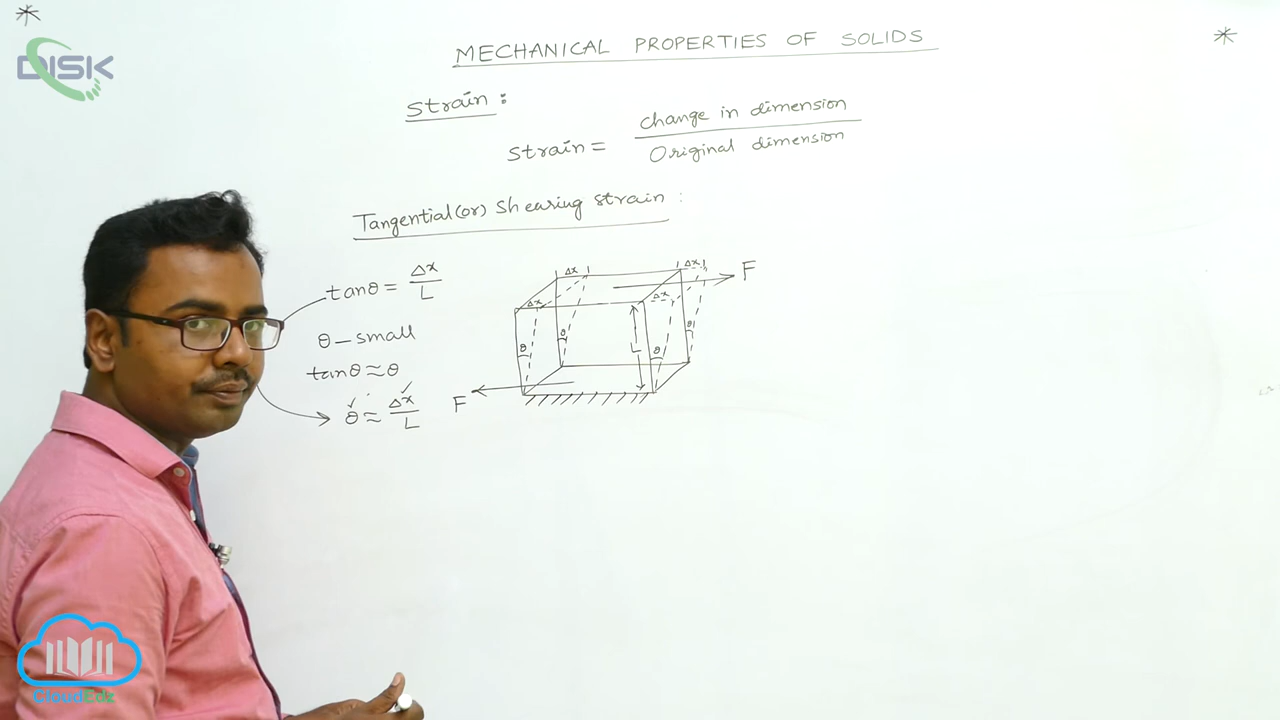 DISK
MECHANICAL PROPERTIES OF SOLIDS
Strain :
Strain = change in dimension / Original dimension
Tangential (or) Shearing strain :
tanθ = Δx / L
θ – small
tanθ ≈ θ
θ ≈ Δx / L
Δx Δx
Δx Δx
F
θ θ L θ θ
F
CloudEdz